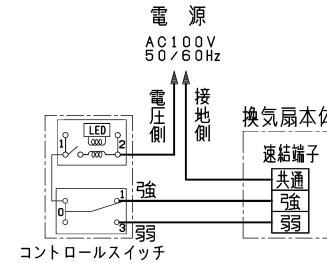 電源
AC100V
50/60Hz
電圧側
接地側
換気扇本体
LED
1
2
速結端子
共通
強
弱
0
1
3
強
弱
コントロールスイッチ